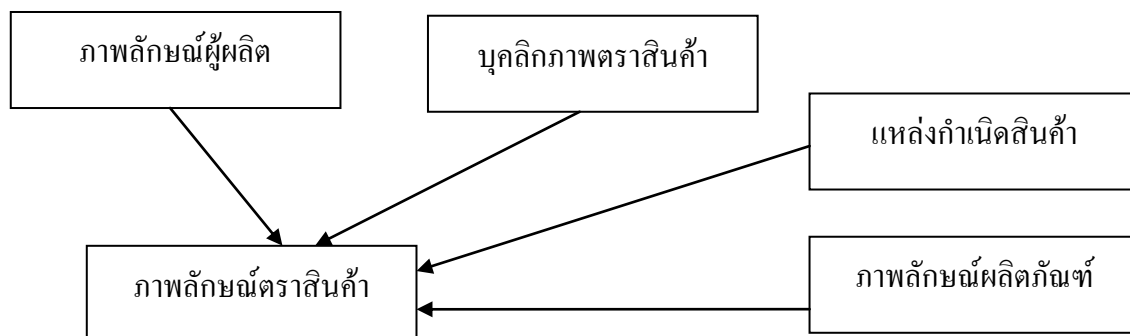 ภาพลักษณ์ผู้ผลิต
บุคลิกภาพตราสินค้า
แหล่งกำเนิดสินค้า
ภาพลักษณ์ตราสินค้า
ภาพลักษณ์ผลิตภัณฑ์